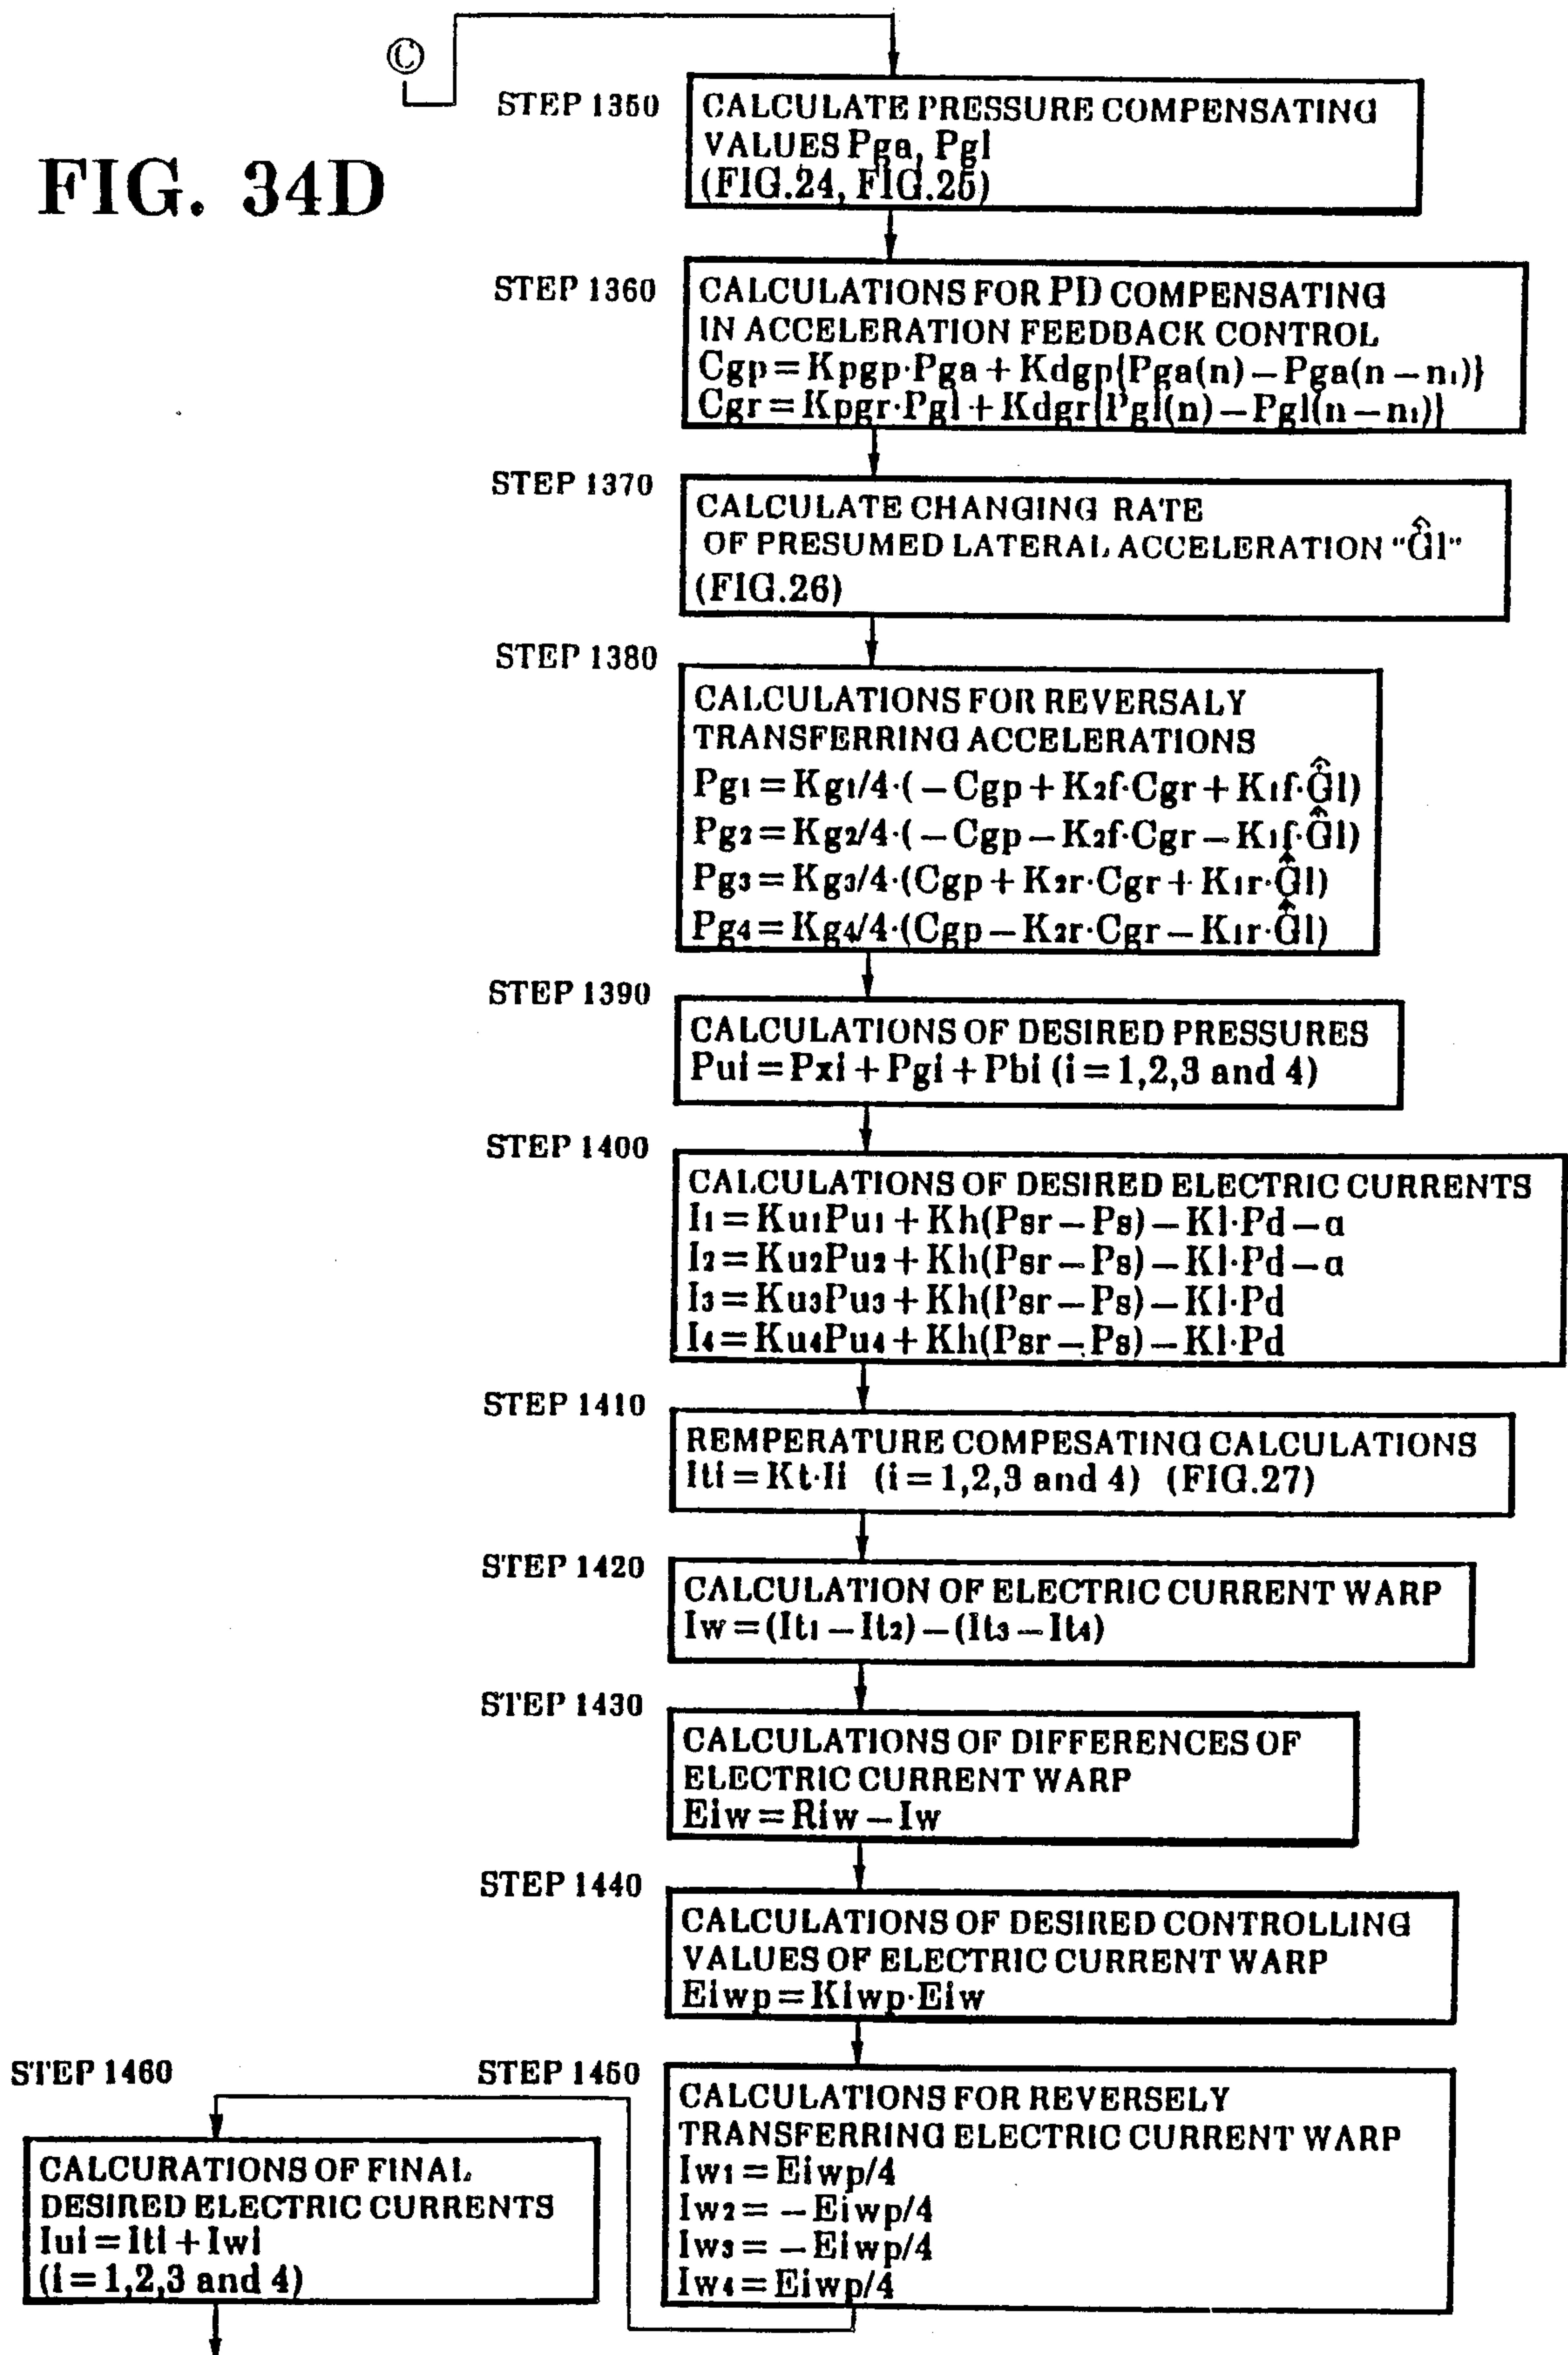 Ⓒ
FIG. 34D
STEP 1350
CALCULATE PRESSURE COMPENSATING
VALUES Pga, Pgl
(FIG.24, FIG.25)
STEP 1360
CALCULATIONS FOR PD COMPENSATING
IN ACCELERATION FEEDBACK CONTROL
Cgp = Kpgp·Pga + Kdgp{Pga(n) − Pga(n − n₁)}
Cgr = Kpgr·Pgl + Kdgr{Pgl(n) − Pgl(n − n₁)}
STEP 1370
CALCULATE CHANGING RATE
OF PRESUMED LATERAL ACCELERATION "Ĝl"
(FIG.26)
STEP 1380
CALCULATIONS FOR REVERSALY
TRANSFERRING ACCELERATIONS
Pg₁ = Kg₁/4·( − Cgp + K₂f·Cgr + K₁f·Ĝl)
Pg₂ = Kg₂/4·( − Cgp − K₂f·Cgr − K₁f·Ĝl)
Pg₃ = Kg₃/4·(Cgp + K₂r·Cgr + K₁r·Ĝl)
Pg₄ = Kg₄/4·(Cgp − K₂r·Cgr − K₁r·Ĝl)
STEP 1390
CALCULATIONS OF DESIRED PRESSURES
Pui = Pxi + Pgi + Pbi (i = 1,2,3 and 4)
STEP 1400
CALCULATIONS OF DESIRED ELECTRIC CURRENTS
I₁ = Ku₁Pu₁ + Kh(Psr − Ps) − Kl·Pd − α
I₂ = Ku₂Pu₂ + Kh(Psr − Ps) − Kl·Pd − α
I₃ = Ku₃Pu₃ + Kh(Psr − Ps) − Kl·Pd
I₄ = Ku₄Pu₄ + Kh(Psr − Ps) − Kl·Pd
STEP 1410
REMPERATURE COMPESATING CALCULATIONS
Iti = Kt·Ii (i = 1,2,3 and 4) (FIG.27)
STEP 1420
CALCULATION OF ELECTRIC CURRENT WARP
Iw = (It₁ − It₂) − (It₃ − It₄)
STEP 1430
CALCULATIONS OF DIFFERENCES OF
ELECTRIC CURRENT WARP
Eiw = Riw − Iw
STEP 1440
CALCULATIONS OF DESIRED CONTROLLING
VALUES OF ELECTRIC CURRENT WARP
Eiwp = Kiwp·Eiw
STEP 1450
CALCULATIONS FOR REVERSELY
TRANSFERRING ELECTRIC CURRENT WARP
Iw₁ = Eiwp/4
Iw₂ = − Eiwp/4
Iw₃ = − Eiwp/4
Iw₄ = Eiwp/4
STEP 1460
CALCURATIONS OF FINAL
DESIRED ELECTRIC CURRENTS
Iui = Iti + Iwi
(i = 1,2,3 and 4)